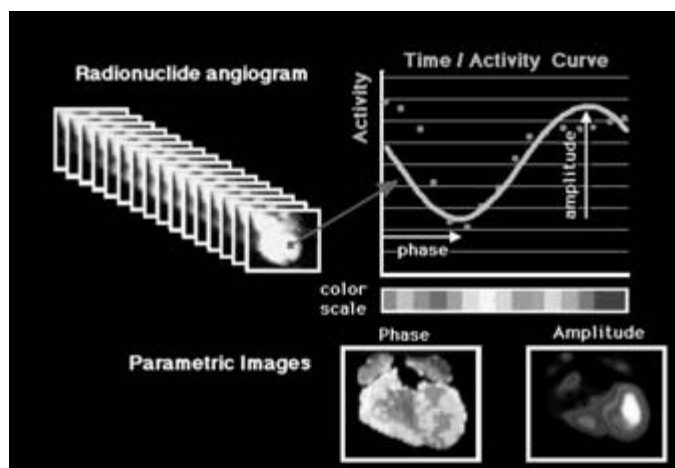 Radionuclide angiogram
Time / Activity Curve
Activity
amplitude
phase
color
scale
Parametric Images
Phase
Amplitude